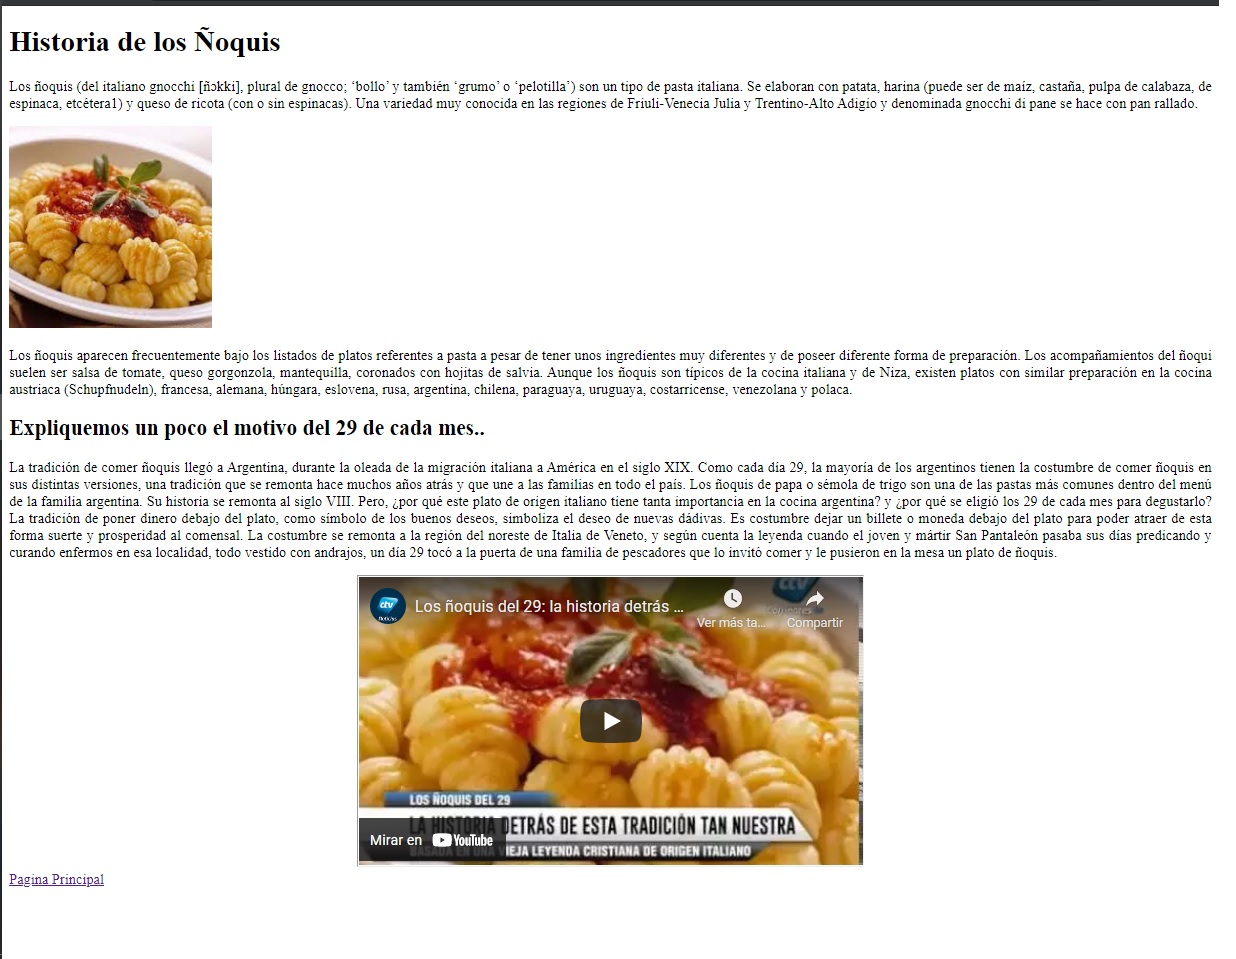 Historia de los Ñoquis
Los ñoquis (del italiano gnocchi [ñɔkki], plural de gnocco; ‘bollo’ y también ‘grumo’ o ‘pelotilla’) son un tipo de pasta italiana. Se elaboran con patata, harina (puede ser de maíz, castaña, pulpa de calabaza, de
espinaca, etcétera1) y queso de ricota (con o sin espinacas). Una variedad muy conocida en las regiones de Friuli-Venecia Julia y Trentino-Alto Adigio y denominada gnocchi di pane se hace con pan rallado.
Los ñoquis aparecen frecuentemente bajo los listados de platos referentes a pasta a pesar de tener unos ingredientes muy diferentes y de poseer diferente forma de preparación. Los acompañamientos del ñoqui
suelen ser salsa de tomate, queso gorgonzola, mantequilla, coronados con hojitas de salvia. Aunque los ñoquis son típicos de la cocina italiana y de Niza, existen platos con similar preparación en la cocina
austriaca (Schupfnudeln), francesa, alemana, húngara, eslovena, rusa, argentina, chilena, paraguaya, uruguaya, costarricense, venezolana y polaca.
Expliquemos un poco el motivo del 29 de cada mes..
La tradición de comer ñoquis llegó a Argentina, durante la oleada de la migración italiana a América en el siglo XIX. Como cada día 29, la mayoría de los argentinos tienen la costumbre de comer ñoquis en
sus distintas versiones, una tradición que se remonta hace muchos años atrás y que une a las familias en todo el país. Los ñoquis de papa o sémola de trigo son una de las pastas más comunes dentro del menú
de la familia argentina. Su historia se remonta al siglo VIII. Pero, ¿por qué este plato de origen italiano tiene tanta importancia en la cocina argentina? y ¿por qué se eligió los 29 de cada mes para degustarlo?
La tradición de poner dinero debajo del plato, como símbolo de los buenos deseos, simboliza el deseo de nuevas dádivas. Es costumbre dejar un billete o moneda debajo del plato para poder atraer de esta
forma suerte y prosperidad al comensal. La costumbre se remonta a la región del noreste de Italia de Veneto, y según cuenta la leyenda cuando el joven y mártir San Pantaleón pasaba sus días predicando y
curando enfermos en esa localidad, todo vestido con andrajos, un día 29 tocó a la puerta de una familia de pescadores que lo invitó comer y le pusieron en la mesa un plato de ñoquis.
ctv
Noticias
Los ñoquis del 29: la historia detrás ...
ctv
Ver más ta...
Compartir
LOS ÑOQUIS DEL 29
LA HISTORIA DETRÁS DE ESTA TRADICIÓN TAN NUESTRA
BASADA EN UNA VIEJA LEYENDA CRISTIANA DE ORIGEN ITALIANO
Mirar en YouTube
Pagina Principal